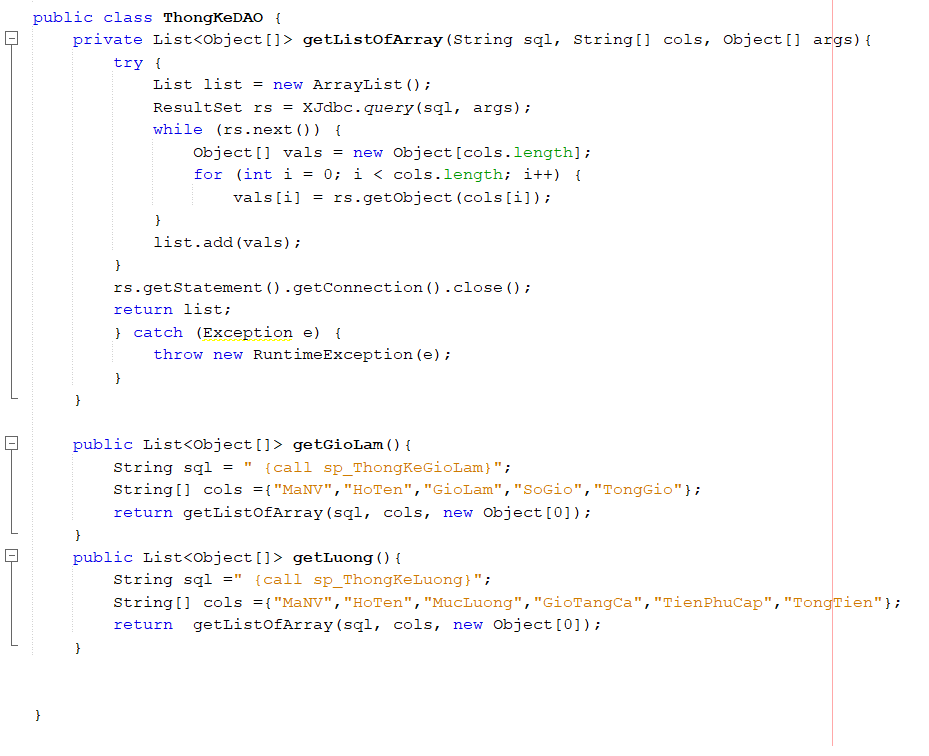 public class ThongKeDAO {
    private List<Object[]> getListOfArray(String sql, String[] cols, Object[] args){
        try {
            List list = new ArrayList();
            ResultSet rs = XJdbc.query(sql, args);
            while (rs.next()) {
                Object[] vals = new Object[cols.length];
                for (int i = 0; i < cols.length; i++) {
                    vals[i] = rs.getObject(cols[i]);
            }
            list.add(vals);
        }
        rs.getStatement().getConnection().close();
        return list;
        } catch (Exception e) {
            throw new RuntimeException(e);
        }
    }
    public List<Object[]> getGioLam(){
        String sql = " {call sp_ThongKeGioLam}";
        String[] cols ={"MaNV","HoTen","GioLam","SoGio","TongGio"};
        return getListOfArray(sql, cols, new Object[0]);
    }
    public List<Object[]> getLuong(){
        String sql =" {call sp_ThongKeLuong}";
        String[] cols ={"MaNV","HoTen","MucLuong","GioTangCa","TienPhuCap","TongTien"};
        return  getListOfArray(sql, cols, new Object[0]);
    }
}